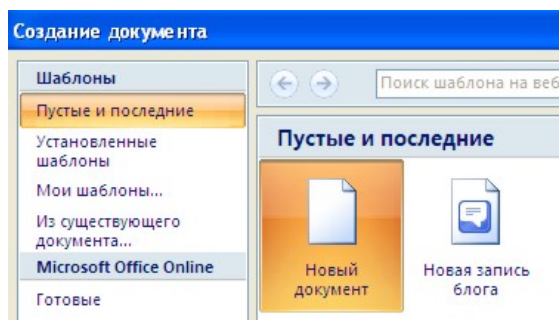 Создание документа
Шаблоны
Пустые и последние
Установленные
шаблоны
Мои шаблоны...
Из существующего
документа...
Microsoft Office Online
Готовые
Поиск шаблона на веб
Пустые и последние
Новый
документ
Новая запись
блога